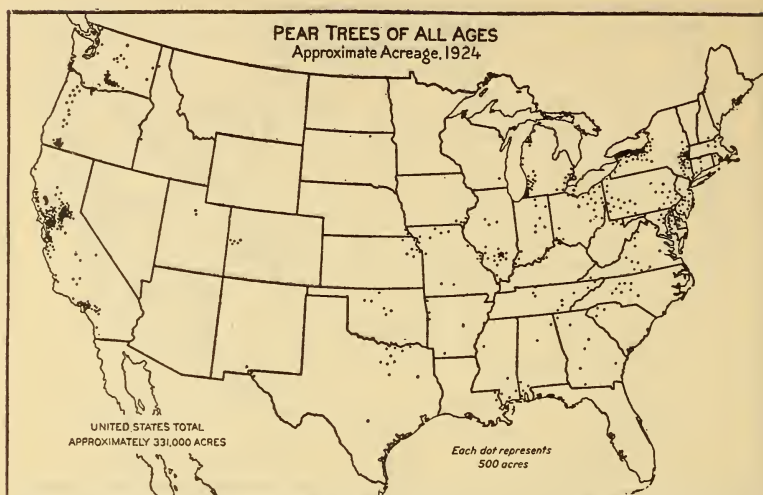 PEAR TREES OF ALL AGES
Approximate Acreage, 1924
UNITED STATES TOTAL
APPROXIMATELY 331,000 ACRES
Each dot represents
500 acres